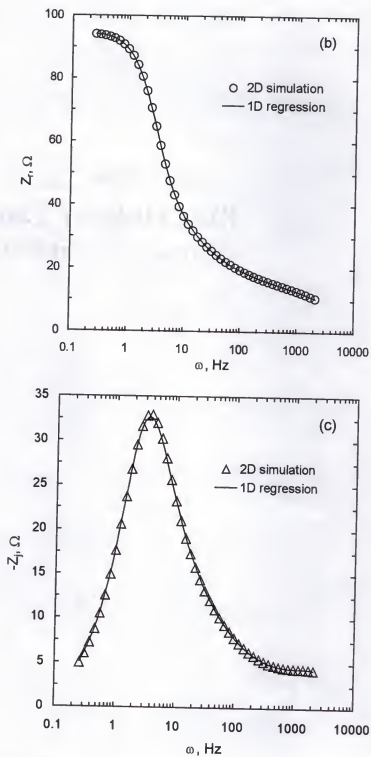 (b)
100
80
60
40
20
0
Zr, Ω
2D simulation
1D regression
0.1 1 10 100 1000 10000
ω, Hz
(c)
35
30
25
20
15
10
5
0
-Zj, Ω
2D simulation
1D regression
0.1 1 10 100 1000 10000
ω, Hz